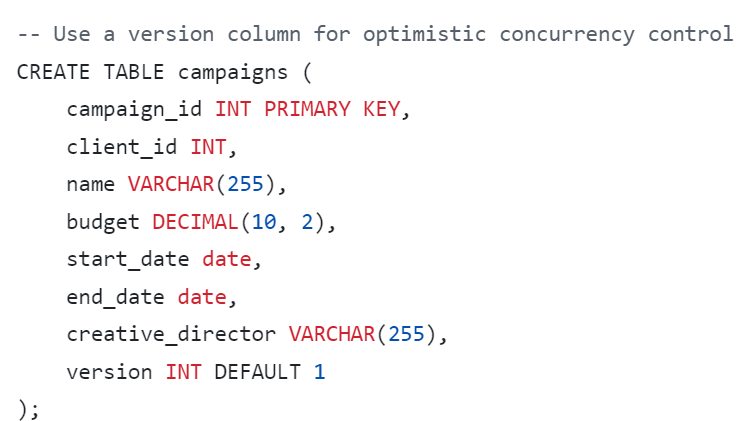 -- Use a version column for optimistic concurrency control
CREATE TABLE campaigns (
    campaign_id INT PRIMARY KEY,
    client_id INT,
    name VARCHAR(255),
    budget DECIMAL(10, 2),
    start_date date,
    end_date date,
    creative_director VARCHAR(255),
    version INT DEFAULT 1
);